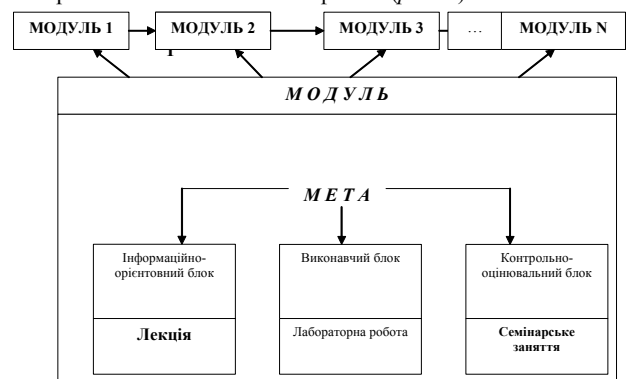 МОДУЛЬ 1 МОДУЛЬ 2 МОДУЛЬ 3 … МОДУЛЬ N
М О Д У Л Ь
М Е Т А
Інформаційно-
орієнтовний блок
Лекція
Виконавчий блок
Лабораторна робота
Контрольно-
оцінювальний блок
Семінарське
заняття